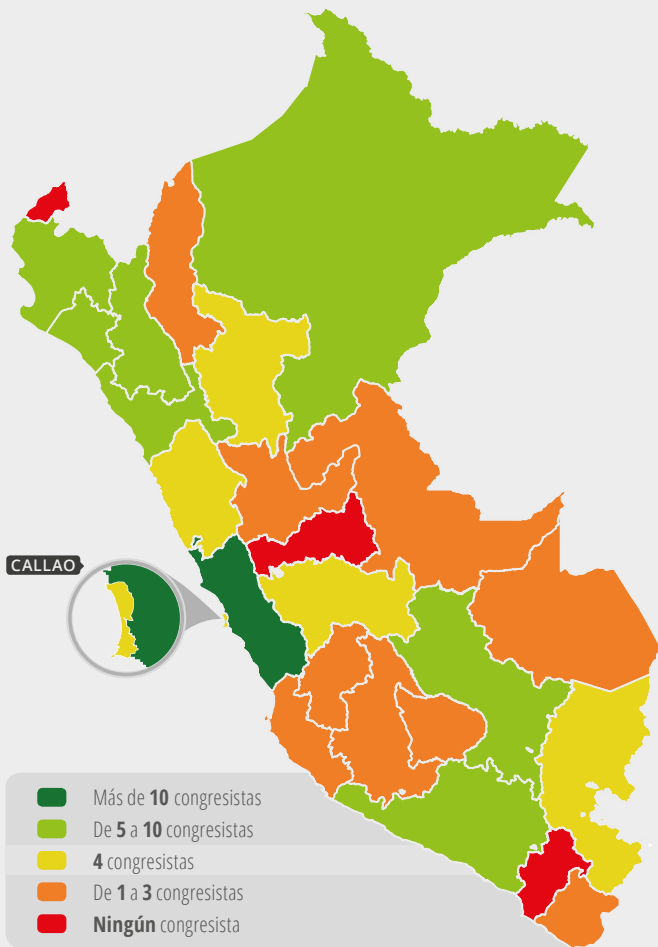 CALLAO
Más de 10 congresistas
De 5 a 10 congresistas
4 congresistas
De 1 a 3 congresistas
Ningún congresista